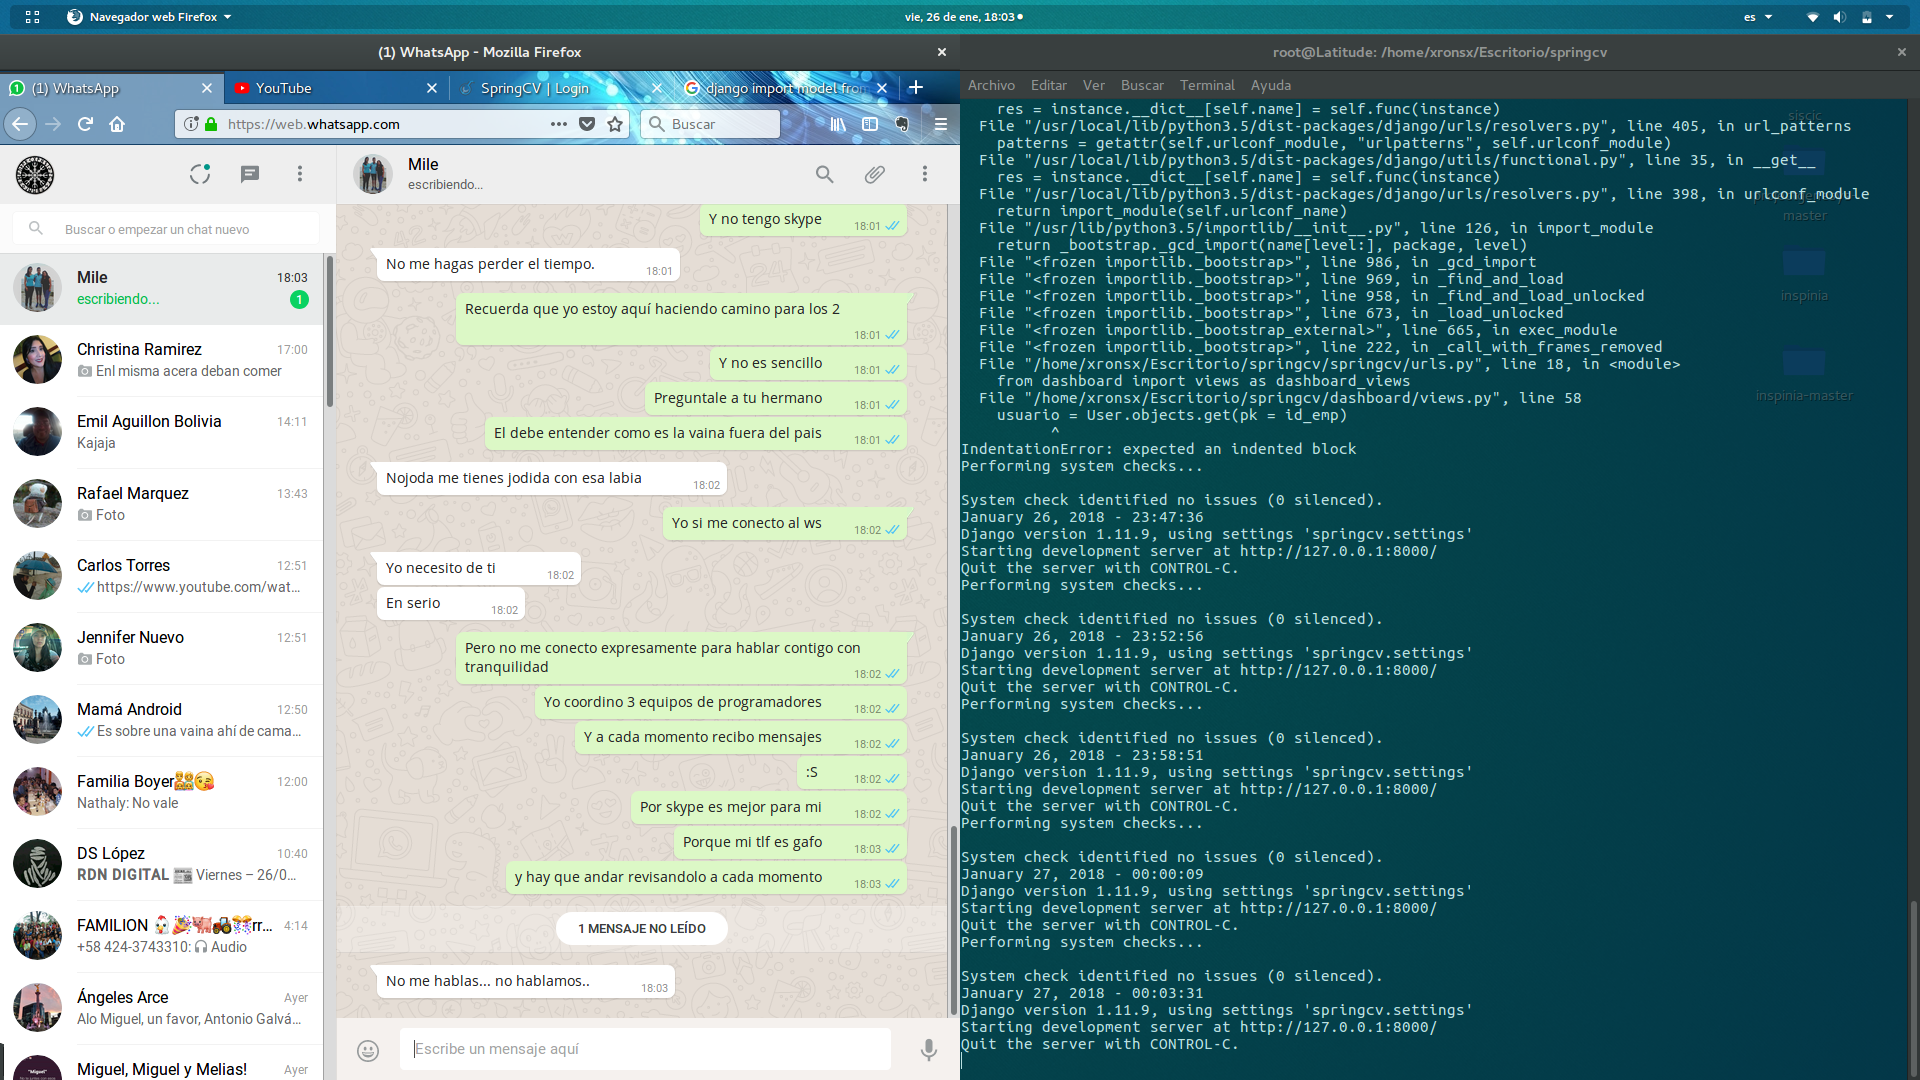 Navegador web Firefox
vie, 26 de ene, 18:03
es
(1) WhatsApp - Mozilla Firefox
(1) WhatsApp
YouTube
SpringCV | Login
django import model from
https://web.whatsapp.com
Buscar
Mile
escribiendo...
Buscar o empezar un chat nuevo
Mile 18:03
escribiendo... 1
Christina Ramirez 17:00
Enl misma acera deban comer
Emil Aguillon Bolivia 14:11
Kajaja
Rafael Marquez 13:43
Foto
Carlos Torres 12:51
https://www.youtube.com/wat...
Jennifer Nuevo 12:51
Foto
Mamá Android 12:50
Es sobre una vaina ahí de cama...
Familia Boyer 12:00
Nathaly: No vale
DS López 10:40
RDN DIGITAL 📰 Viernes – 26/0...
FAMILION 🐔🎉🐷🚜🎊rr... 4:14
+58 424-3743310: Audio
Ángeles Arce Ayer
Alo Miguel, un favor, Antonio Galvá...
Miguel, Miguel y Melias! Ayer
"Miguel"
Y no tengo skype 18:01
No me hagas perder el tiempo. 18:01
Recuerda que yo estoy aquí haciendo camino para los 2
18:01
Y no es sencillo 18:01
Preguntale a tu hermano 18:01
El debe entender como es la vaina fuera del pais 18:01
Nojoda me tienes jodida con esa labia 18:02
Yo si me conecto al ws 18:02
Yo necesito de ti 18:02
En serio 18:02
Pero no me conecto expresamente para hablar contigo con
tranquilidad 18:02
Yo coordino 3 equipos de programadores 18:02
Y a cada momento recibo mensajes 18:02
:S 18:02
Por skype es mejor para mi 18:02
Porque mi tlf es gafo 18:03
y hay que andar revisandolo a cada momento 18:03
1 MENSAJE NO LEÍDO
No me hablas... no hablamos.. 18:03
Escribe un mensaje aquí
root@Latitude: /home/xronsx/Escritorio/springcv
Archivo Editar Ver Buscar Terminal Ayuda
res = instance.__dict__[self.name] = self.func(instance)
File "/usr/local/lib/python3.5/dist-packages/django/urls/resolvers.py", line 405, in url_patterns
patterns = getattr(self.urlconf_module, "urlpatterns", self.urlconf_module)
File "/usr/local/lib/python3.5/dist-packages/django/utils/functional.py", line 35, in __get__
res = instance.__dict__[self.name] = self.func(instance)
File "/usr/local/lib/python3.5/dist-packages/django/urls/resolvers.py", line 398, in urlconf_module
return import_module(self.urlconf_name)
File "/usr/lib/python3.5/importlib/__init__.py", line 126, in import_module
return _bootstrap._gcd_import(name[level:], package, level)
File "<frozen importlib._bootstrap>", line 986, in _gcd_import
File "<frozen importlib._bootstrap>", line 969, in _find_and_load
File "<frozen importlib._bootstrap>", line 958, in _find_and_load_unlocked
File "<frozen importlib._bootstrap>", line 673, in _load_unlocked
File "<frozen importlib._bootstrap_external>", line 665, in exec_module
File "<frozen importlib._bootstrap>", line 222, in _call_with_frames_removed
File "/home/xronsx/Escritorio/springcv/springcv/urls.py", line 18, in <module>
from dashboard import views as dashboard_views
File "/home/xronsx/Escritorio/springcv/dashboard/views.py", line 58
usuario = User.objects.get(pk = id_emp)
^
IndentationError: expected an indented block
Performing system checks...
System check identified no issues (0 silenced).
January 26, 2018 - 23:47:36
Django version 1.11.9, using settings 'springcv.settings'
Starting development server at http://127.0.0.1:8000/
Quit the server with CONTROL-C.
Performing system checks...
System check identified no issues (0 silenced).
January 26, 2018 - 23:52:56
Django version 1.11.9, using settings 'springcv.settings'
Starting development server at http://127.0.0.1:8000/
Quit the server with CONTROL-C.
Performing system checks...
System check identified no issues (0 silenced).
January 26, 2018 - 23:58:51
Django version 1.11.9, using settings 'springcv.settings'
Starting development server at http://127.0.0.1:8000/
Quit the server with CONTROL-C.
Performing system checks...
System check identified no issues (0 silenced).
January 27, 2018 - 00:00:09
Django version 1.11.9, using settings 'springcv.settings'
Starting development server at http://127.0.0.1:8000/
Quit the server with CONTROL-C.
Performing system checks...
System check identified no issues (0 silenced).
January 27, 2018 - 00:03:31
Django version 1.11.9, using settings 'springcv.settings'
Starting development server at http://127.0.0.1:8000/
Quit the server with CONTROL-C.
siscic
master
inspinia
inspinia-master